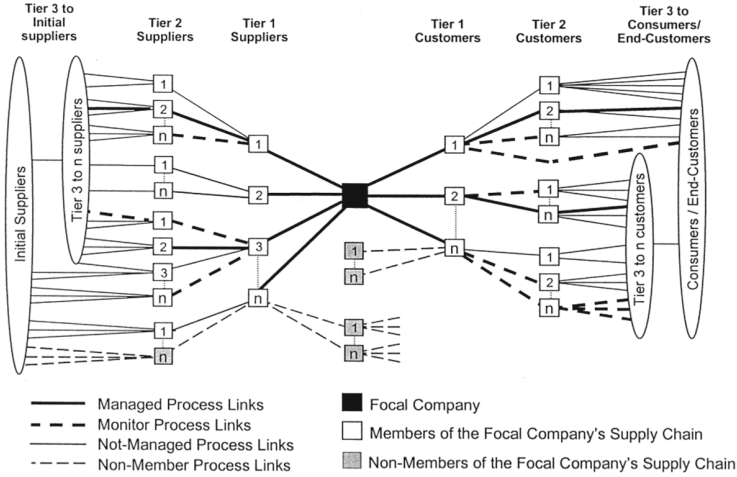 Tier 3 to
Initial
suppliers
Tier 2
Suppliers
Tier 1
Suppliers
Tier 1
Customers
Tier 2
Customers
Tier 3 to
Consumers/
End-Customers
Initial Suppliers
Tier 3 to n suppliers
1
2
n
1
n
1
2
3
n
1
n
1
2
3
n
1
n
1
n
1
2
n
1
2
n
1
n
1
2
n
Tier 3 to n customers
Consumers / End-Customers
Managed Process Links
Monitor Process Links
Not-Managed Process Links
Non-Member Process Links
Focal Company
Members of the Focal Company's Supply Chain
Non-Members of the Focal Company's Supply Chain